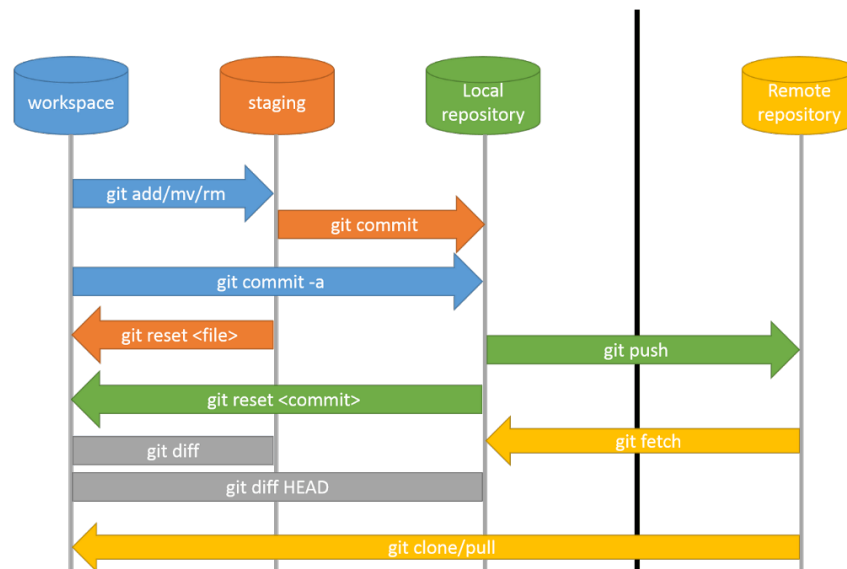 workspace
staging
Local
repository
Remote
repository
git add/mv/rm
git commit
git commit -a
git reset <file>
git push
git reset <commit>
git diff
git fetch
git diff HEAD
git clone/pull